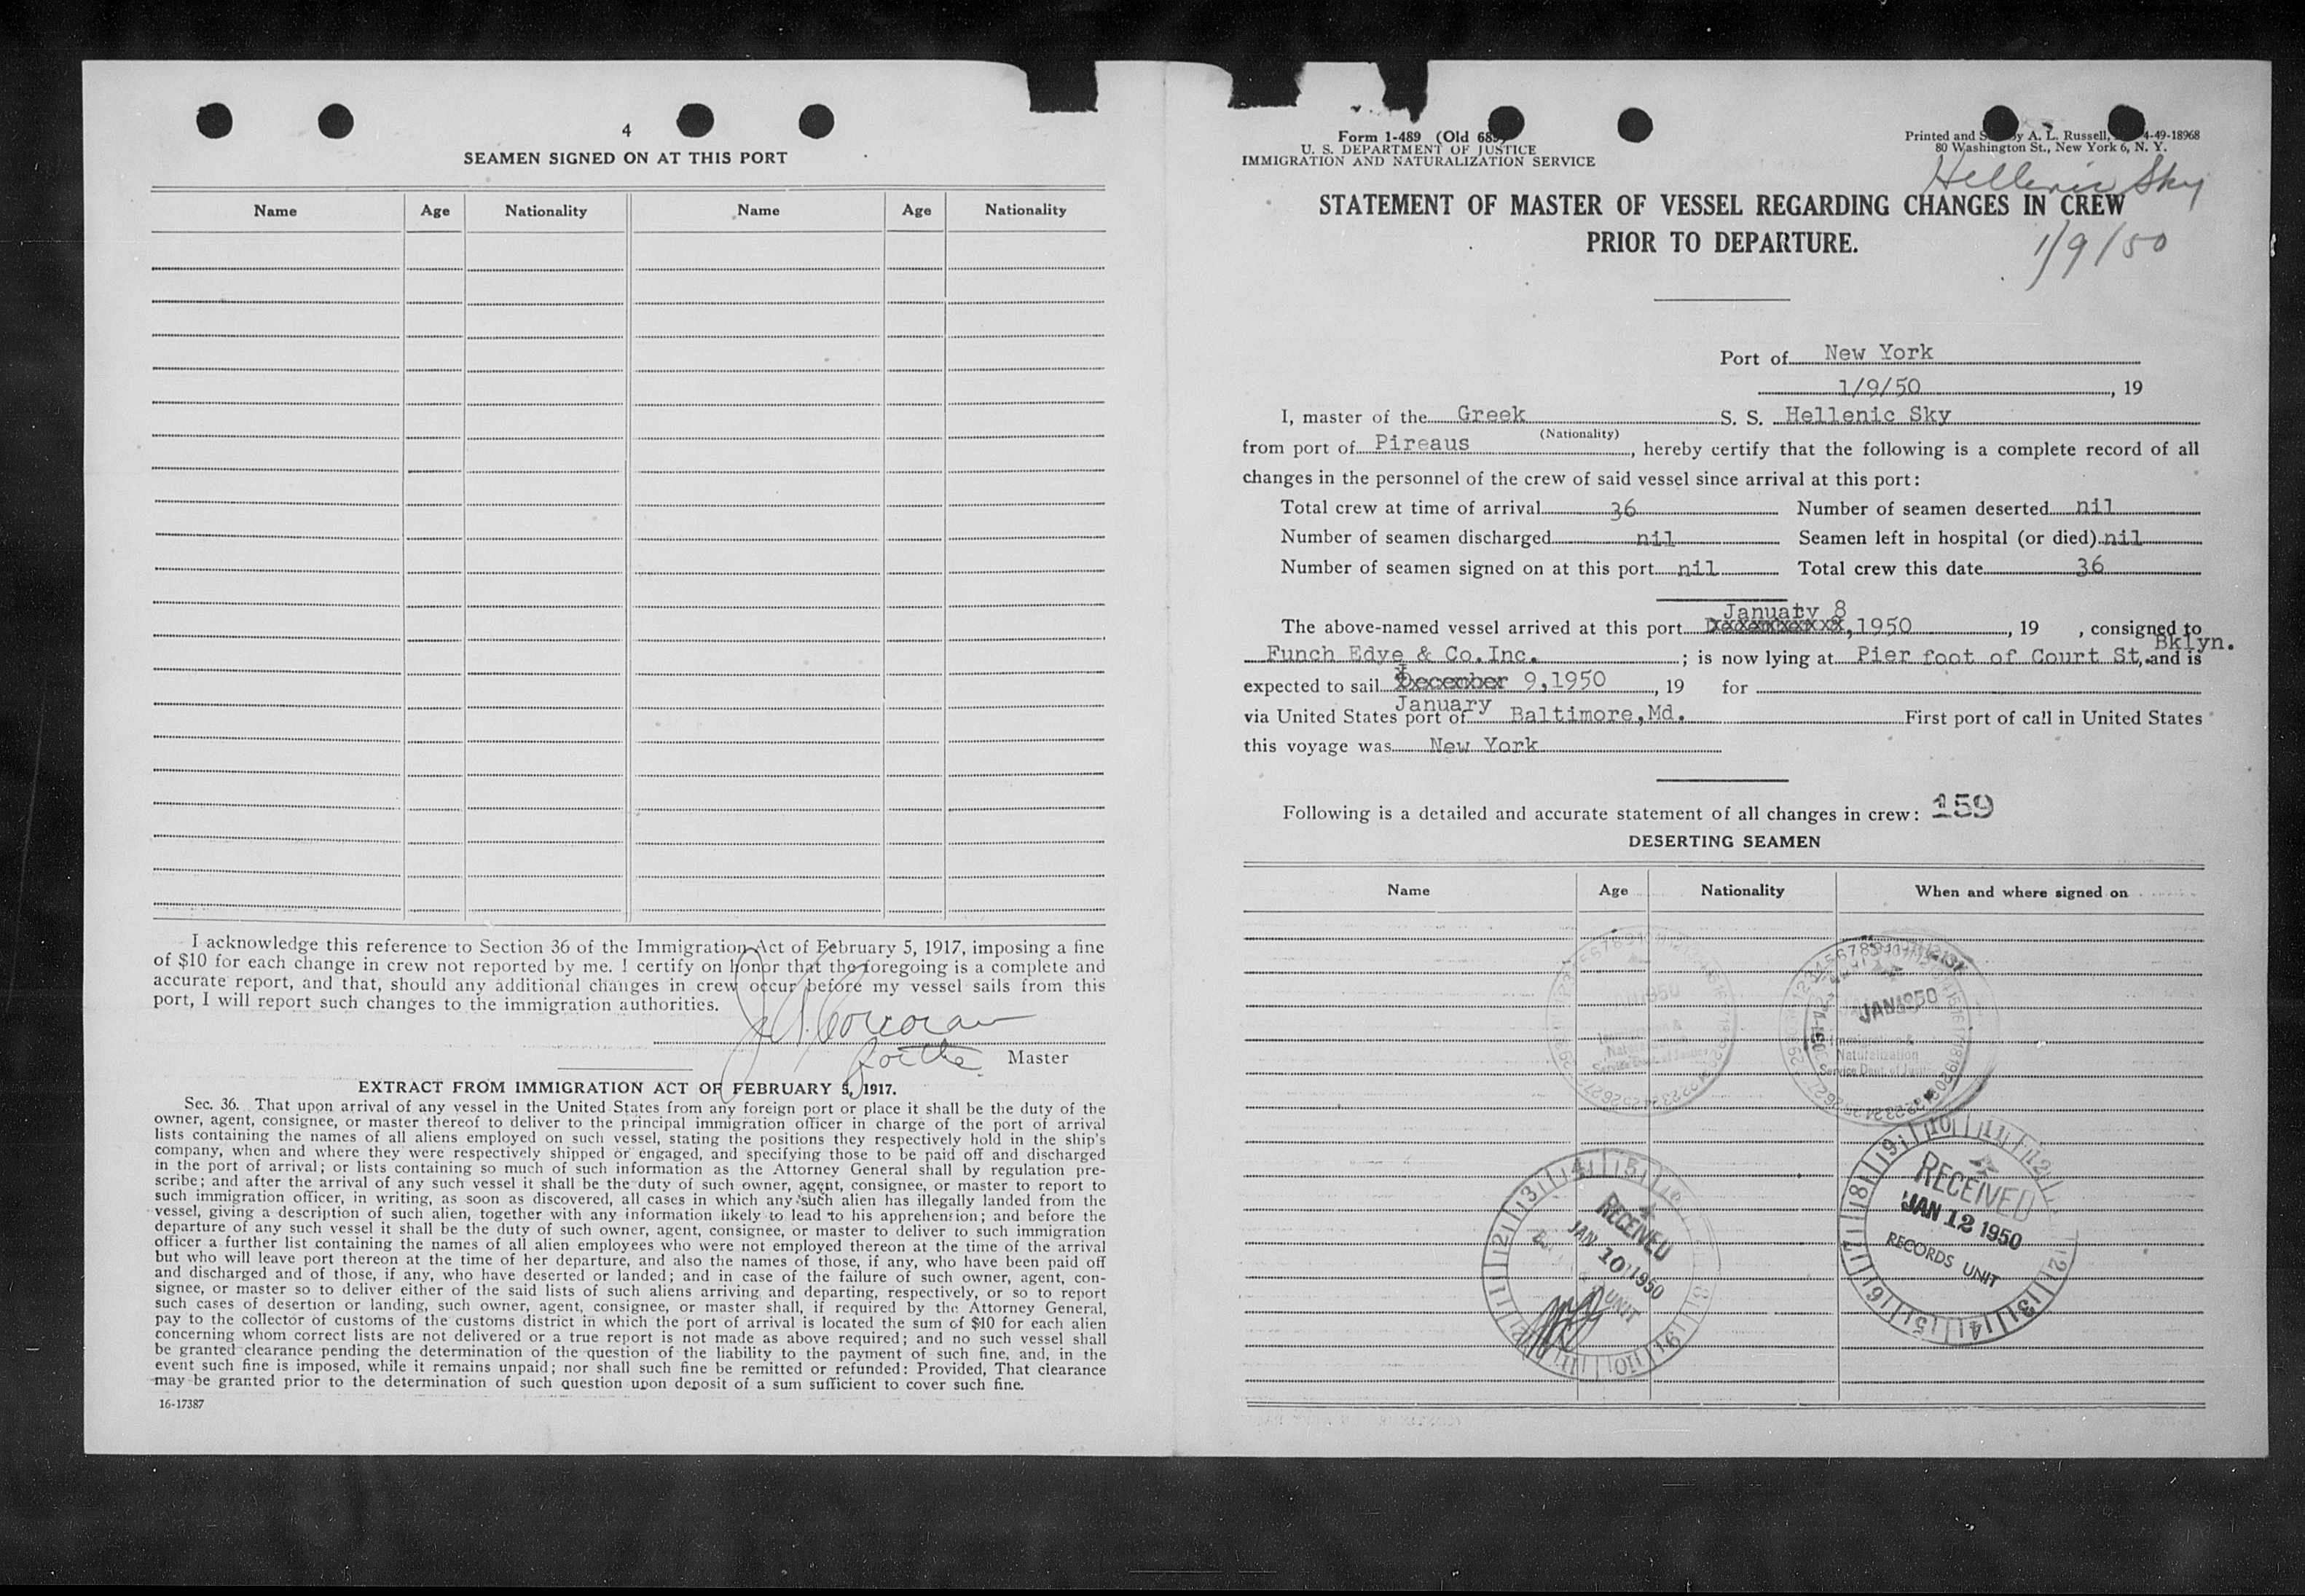 4
SEAMEN SIGNED ON AT THIS PORT
Name Age Nationality Name Age Nationality
I acknowledge this reference to Section 36 of the Immigration Act of February 5, 1917, imposing a fine
of $10 for each change in crew not reported by me. I certify on honor that the foregoing is a complete and
accurate report, and that, should any additional changes in crew occur before my vessel sails from this
port, I will report such changes to the immigration authorities.
Corcoran
for the Master
EXTRACT FROM IMMIGRATION ACT OF FEBRUARY 5, 1917.
Sec. 36. That upon arrival of any vessel in the United States from any foreign port or place it shall be the duty of the
owner, agent, consignee, or master thereof to deliver to the principal immigration officer in charge of the port of arrival
lists containing the names of all aliens employed on such vessel, stating the positions they respectively hold in the ship's
company, when and where they were respectively shipped or engaged, and specifying those to be paid off and discharged
in the port of arrival; or lists containing so much of such information as the Attorney General shall by regulation pre-
scribe; and after the arrival of any such vessel it shall be the duty of such owner, agent, consignee, or master to report to
such immigration officer, in writing, as soon as discovered, all cases in which any such alien has illegally landed from the
vessel, giving a description of such alien, together with any information likely to lead to his apprehension; and before the
departure of any such vessel it shall be the duty of such owner, agent, consignee, or master to deliver to such immigration
officer a further list containing the names of all alien employees who were not employed thereon at the time of the arrival
but who will leave port thereon at the time of her departure, and also the names of those, if any, who have been paid off
and discharged and of those, if any, who have deserted or landed; and in case of the failure of such owner, agent, con-
signee, or master so to deliver either of the said lists of such aliens arriving and departing, respectively, or so to report
such cases of desertion or landing, such owner, agent, consignee, or master shall, if required by the Attorney General,
pay to the collector of customs of the customs district in which the port of arrival is located the sum of $10 for each alien
concerning whom correct lists are not delivered or a true report is not made as above required; and no such vessel shall
be granted clearance pending the determination of the question of the liability to the payment of such fine, and, in the
event such fine is imposed, while it remains unpaid; nor shall such fine be remitted or refunded: Provided, That clearance
may be granted prior to the determination of such question upon deposit of a sum sufficient to cover such fine.
16-17387
Form I-489 (Old 689)
U. S. DEPARTMENT OF JUSTICE
IMMIGRATION AND NATURALIZATION SERVICE
Printed and by A. L. Russell, 4-49-18968
80 Washington St., New York 6, N. Y.
Hellenic Sky
STATEMENT OF MASTER OF VESSEL REGARDING CHANGES IN CREW
PRIOR TO DEPARTURE.
1/9/50
Port of New York
1/9/50, 19
I, master of the Greek S. S. Hellenic Sky
(Nationality)
from port of Pireaus, hereby certify that the following is a complete record of all
changes in the personnel of the crew of said vessel since arrival at this port:
Total crew at time of arrival 36 Number of seamen deserted nil
Number of seamen discharged nil Seamen left in hospital (or died) nil
Number of seamen signed on at this port nil Total crew this date 36
January 8
The above-named vessel arrived at this port ,1950, 19 , consigned to
Bklyn.
Funch Edye & Co.Inc. ; is now lying at Pier foot of Court St, and is
expected to sail December 9,1950, 19 for
January
via United States port of Baltimore,Md. First port of call in United States
this voyage was New York
Following is a detailed and accurate statement of all changes in crew: 159
DESERTING SEAMEN
Name Age Nationality When and where signed on
JAN 1950
Immigration &
Naturalization
Service Dept. of Justice
JAN 1950
Immigration &
Naturalization
Service Dept. of Justice
RECEIVED
JAN 10 1950
UNIT
RECEIVED
JAN 12 1950
RECORDS UNIT